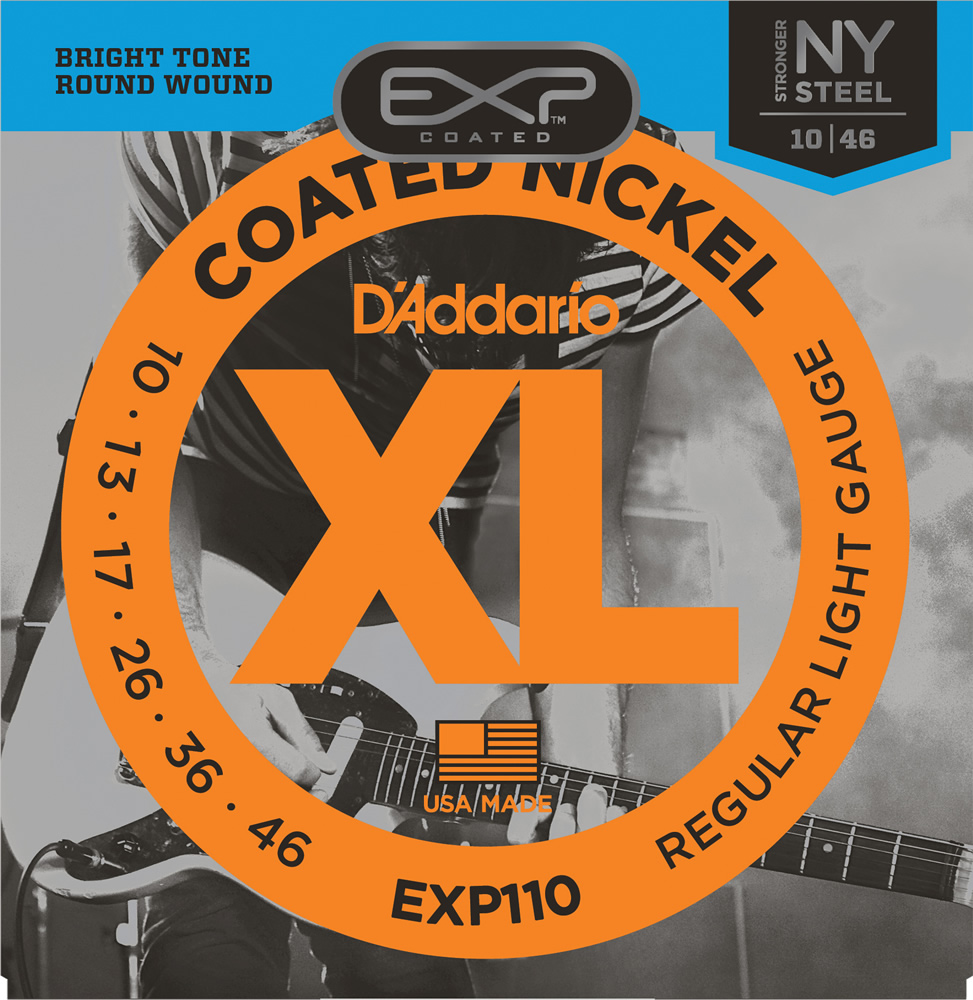 BRIGHT TONE
ROUND WOUND
EXP™
COATED
STRONGER
NY
STEEL
10|46
COATED NICKEL
D'Addario
XL
10 · 13 · 17 · 26 · 36 · 46
REGULAR LIGHT GAUGE
USA MADE
EXP110